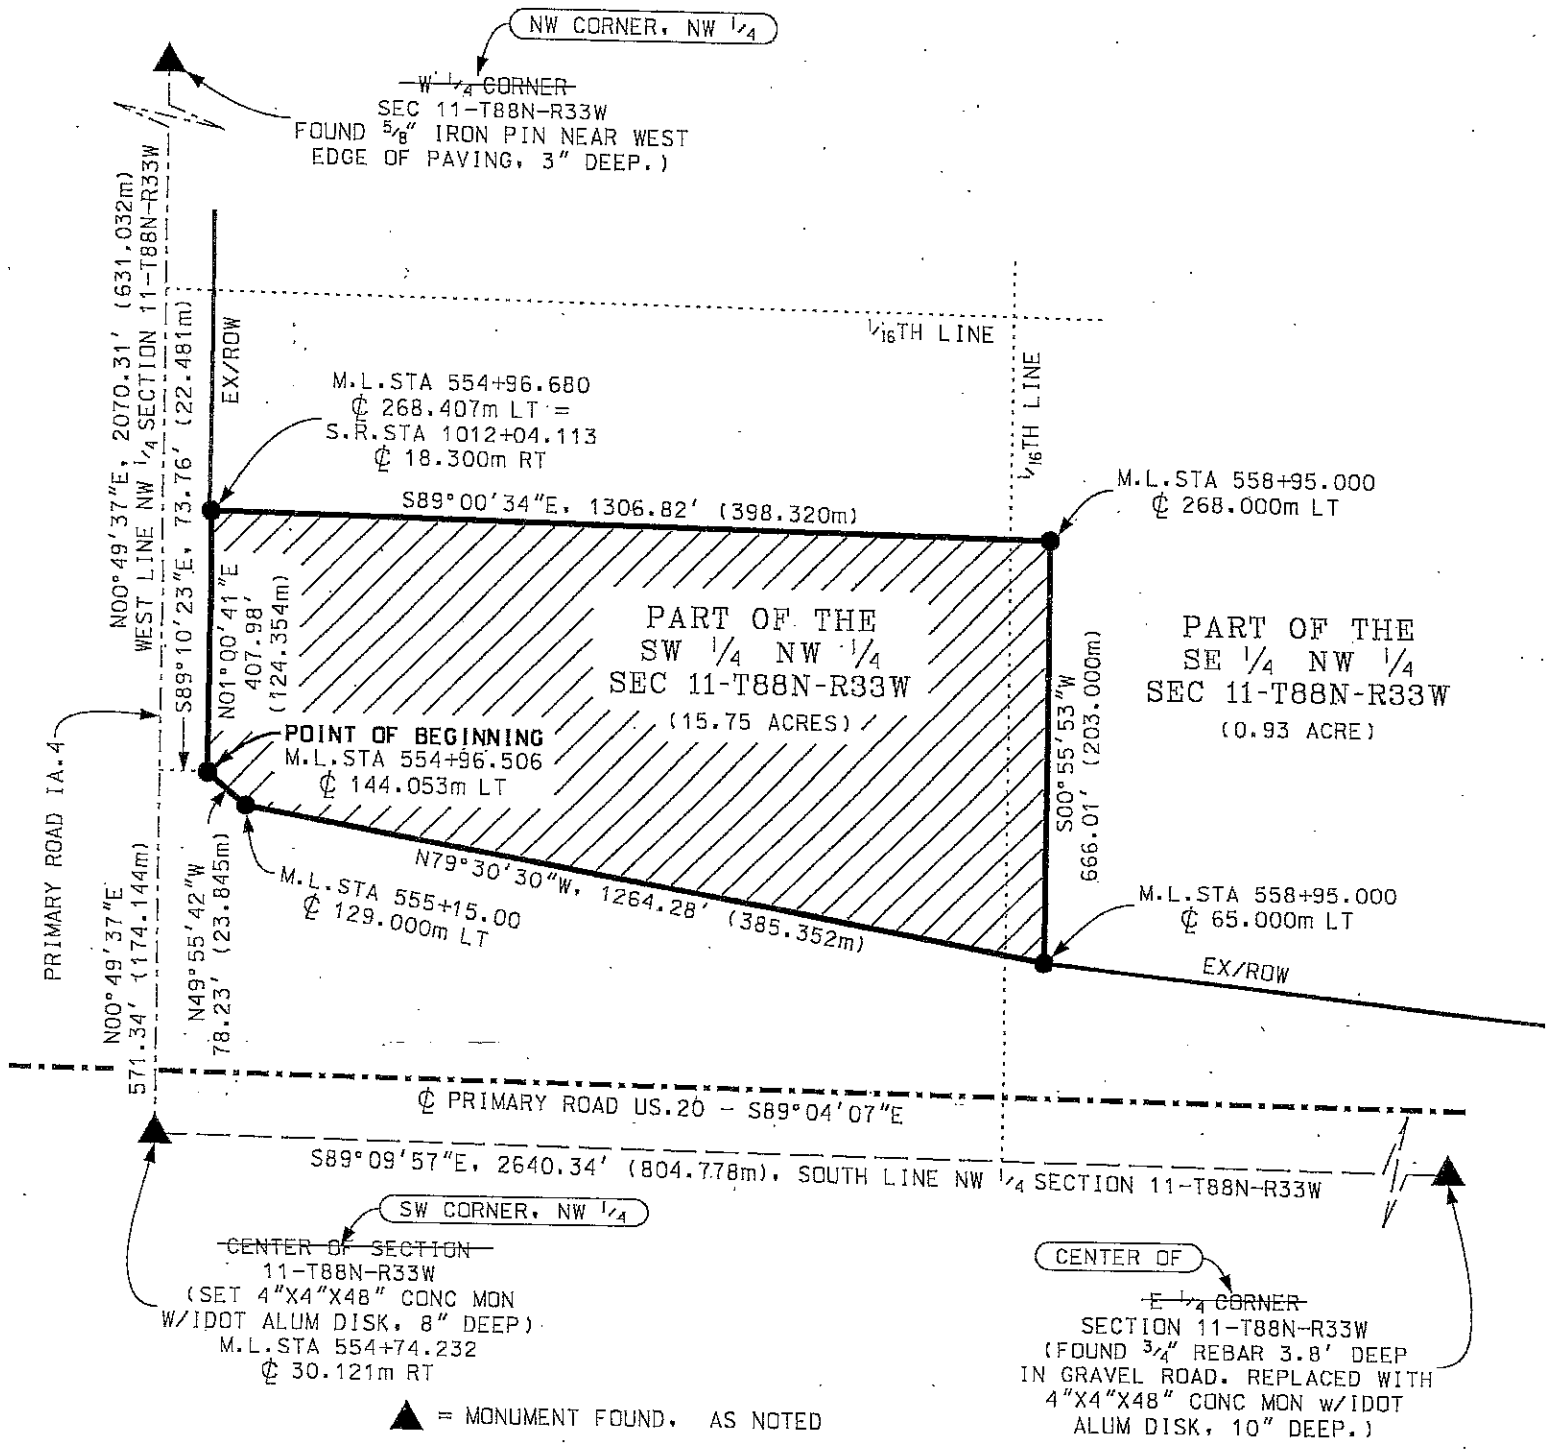 NW CORNER, NW 1/4
W 1/4 CORNER
SEC 11-T88N-R33W
FOUND 5/8" IRON PIN NEAR WEST
EDGE OF PAVING, 3" DEEP.)
N00°49'37"E, 2070.31' (631.032m)
WEST LINE NW 1/4 SECTION 11-T88N-R33W
S89°10'23"E, 73.76' (22.481m)
EX/ROW
1/16TH LINE
1/16TH LINE
M.L.STA 554+96.680
℄ 268.407m LT =
S.R.STA 1012+04.113
℄ 18.300m RT
S89°00'34"E, 1306.82' (398.320m)
M.L.STA 558+95.000
℄ 268.000m LT
N01°00'41"E
407.98'
(124.354m)
PART OF THE
SW 1/4 NW 1/4
SEC 11-T88N-R33W
(15.75 ACRES)
S00°55'53"W
666.01' (203.000m)
PART OF THE
SE 1/4 NW 1/4
SEC 11-T88N-R33W
(0.93 ACRE)
POINT OF BEGINNING
M.L.STA 554+96.506
℄ 144.053m LT
PRIMARY ROAD IA.4
N00°49'37"E
571.34' (174.144m)
N49°55'42"W
78.23' (23.845m)
M.L.STA 555+15.00
℄ 129.000m LT
N79°30'30"W, 1264.28' (385.352m)
M.L.STA 558+95.000
℄ 65.000m LT
EX/ROW
℄ PRIMARY ROAD US.20 - S89°04'07"E
S89°09'57"E, 2640.34' (804.778m), SOUTH LINE NW 1/4 SECTION 11-T88N-R33W
SW CORNER, NW 1/4
CENTER OF SECTION
11-T88N-R33W
(SET 4"X4"X48" CONC MON
W/IDOT ALUM DISK, 8" DEEP)
M.L.STA 554+74.232
℄ 30.121m RT
CENTER OF
E 1/4 CORNER
SECTION 11-T88N-R33W
(FOUND 3/4" REBAR 3.8' DEEP
IN GRAVEL ROAD. REPLACED WITH
4"X4"X48" CONC MON w/IDOT
ALUM DISK, 10" DEEP.)
▲ = MONUMENT FOUND, AS NOTED